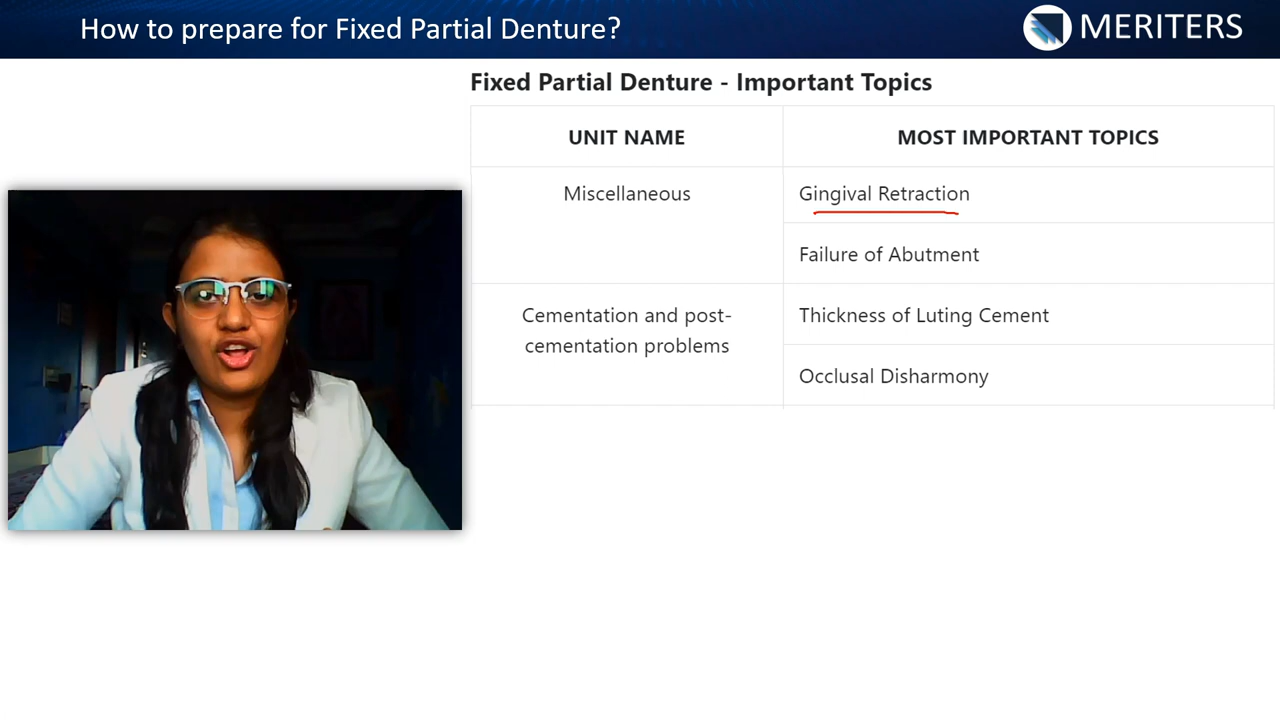 How to prepare for Fixed Partial Denture?
MERITERS
Fixed Partial Denture - Important Topics
UNIT NAME
MOST IMPORTANT TOPICS
Miscellaneous
Gingival Retraction
Failure of Abutment
Cementation and post-
cementation problems
Thickness of Luting Cement
Occlusal Disharmony